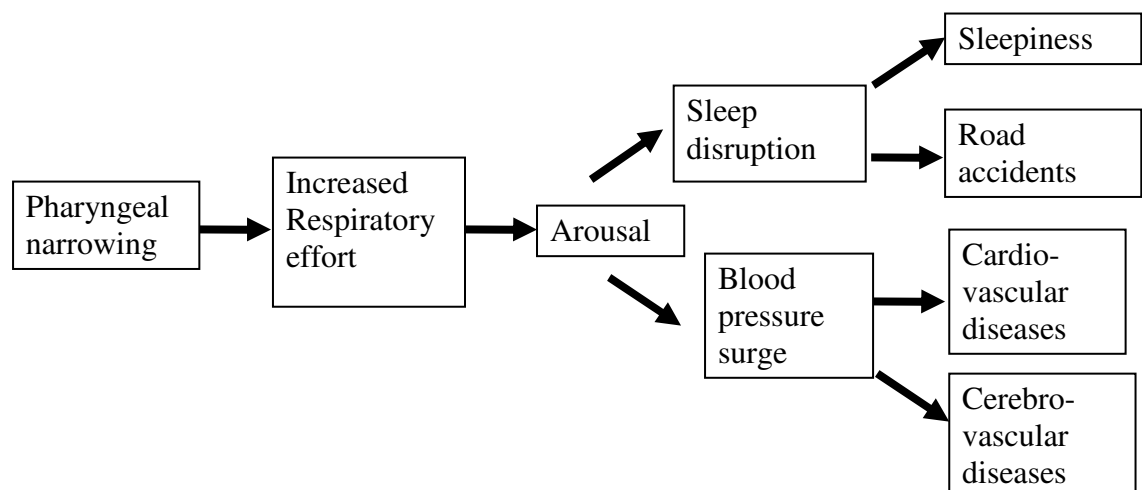 Pharyngeal
narrowing
Increased
Respiratory
effort
Arousal
Sleep
disruption
Blood
pressure
surge
Sleepiness
Road
accidents
Cardio-
vascular
diseases
Cerebro-
vascular
diseases